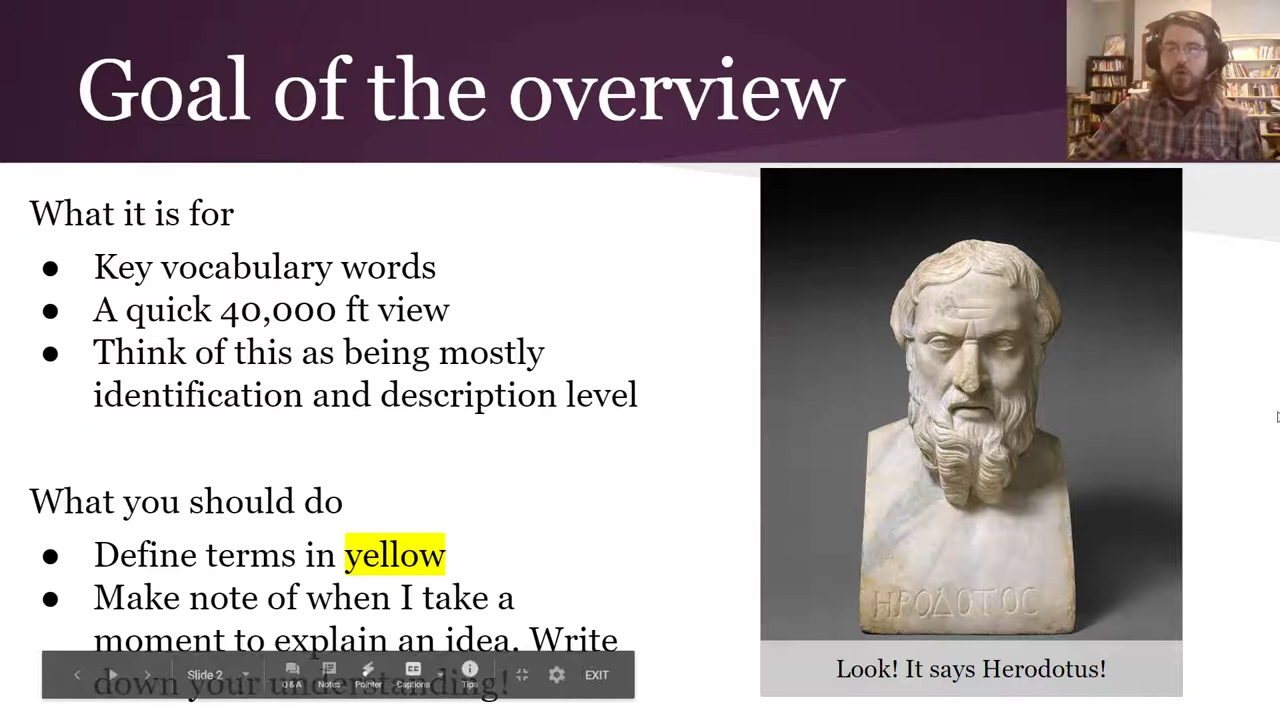 Goal of the overview
What it is for
● Key vocabulary words
● A quick 40,000 ft view
● Think of this as being mostly
identification and description level
What you should do
● Define terms in yellow
● Make note of when I take a
moment to explain an idea. Write
down your understanding!
ΗΡΟΔΟΤΟΣ
Look! It says Herodotus!
Slide 2
Q & A
Notes
Pointer
Captions
Tips
EXIT